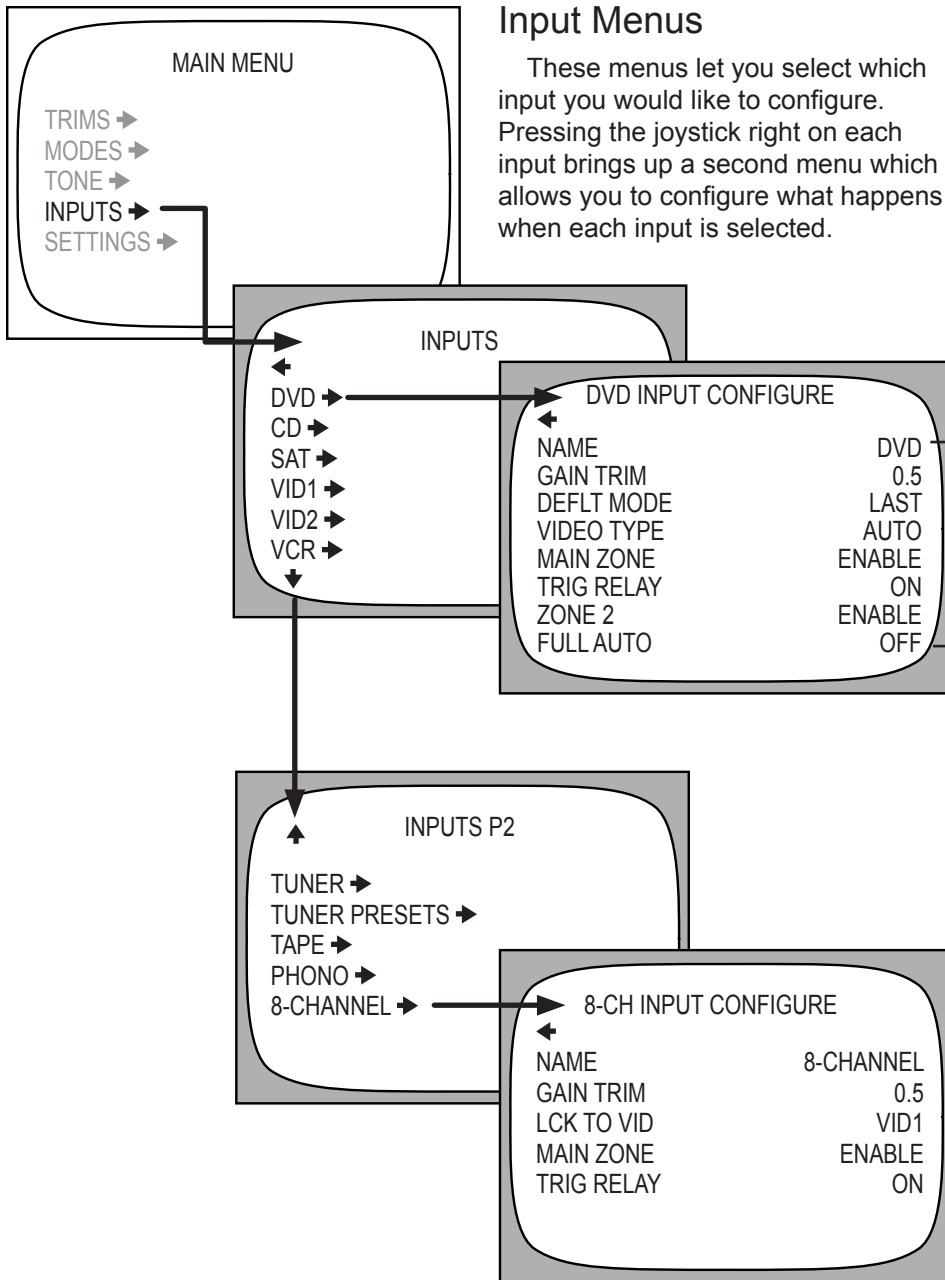 Input Menus
These menus let you select which
input you would like to configure.
Pressing the joystick right on each
input brings up a second menu which
allows you to configure what happens
when each input is selected.
MAIN MENU
TRIMS
MODES
TONE
INPUTS
SETTINGS
INPUTS
DVD
CD
SAT
VID1
VID2
VCR
DVD INPUT CONFIGURE
NAME DVD
GAIN TRIM 0.5
DEFLT MODE LAST
VIDEO TYPE AUTO
MAIN ZONE ENABLE
TRIG RELAY ON
ZONE 2 ENABLE
FULL AUTO OFF
INPUTS P2
TUNER
TUNER PRESETS
TAPE
PHONO
8-CHANNEL
8-CH INPUT CONFIGURE
NAME 8-CHANNEL
GAIN TRIM 0.5
LCK TO VID VID1
MAIN ZONE ENABLE
TRIG RELAY ON